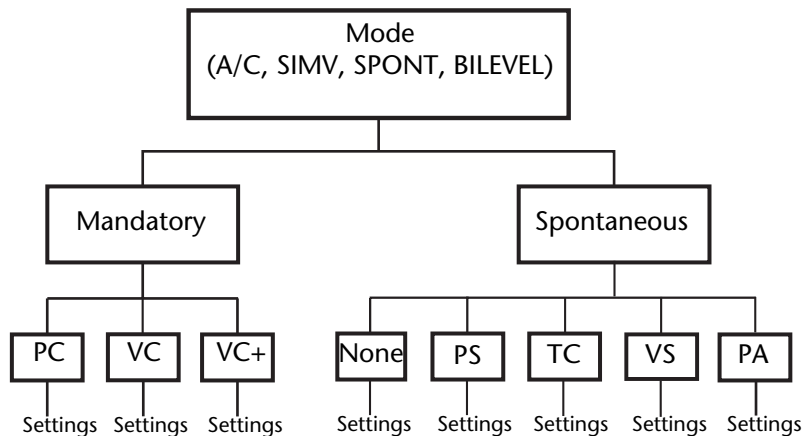 Mode
(A/C, SIMV, SPONT, BILEVEL)
Mandatory
Spontaneous
PC
VC
VC+
None
PS
TC
VS
PA
Settings
Settings
Settings
Settings
Settings
Settings
Settings
Settings